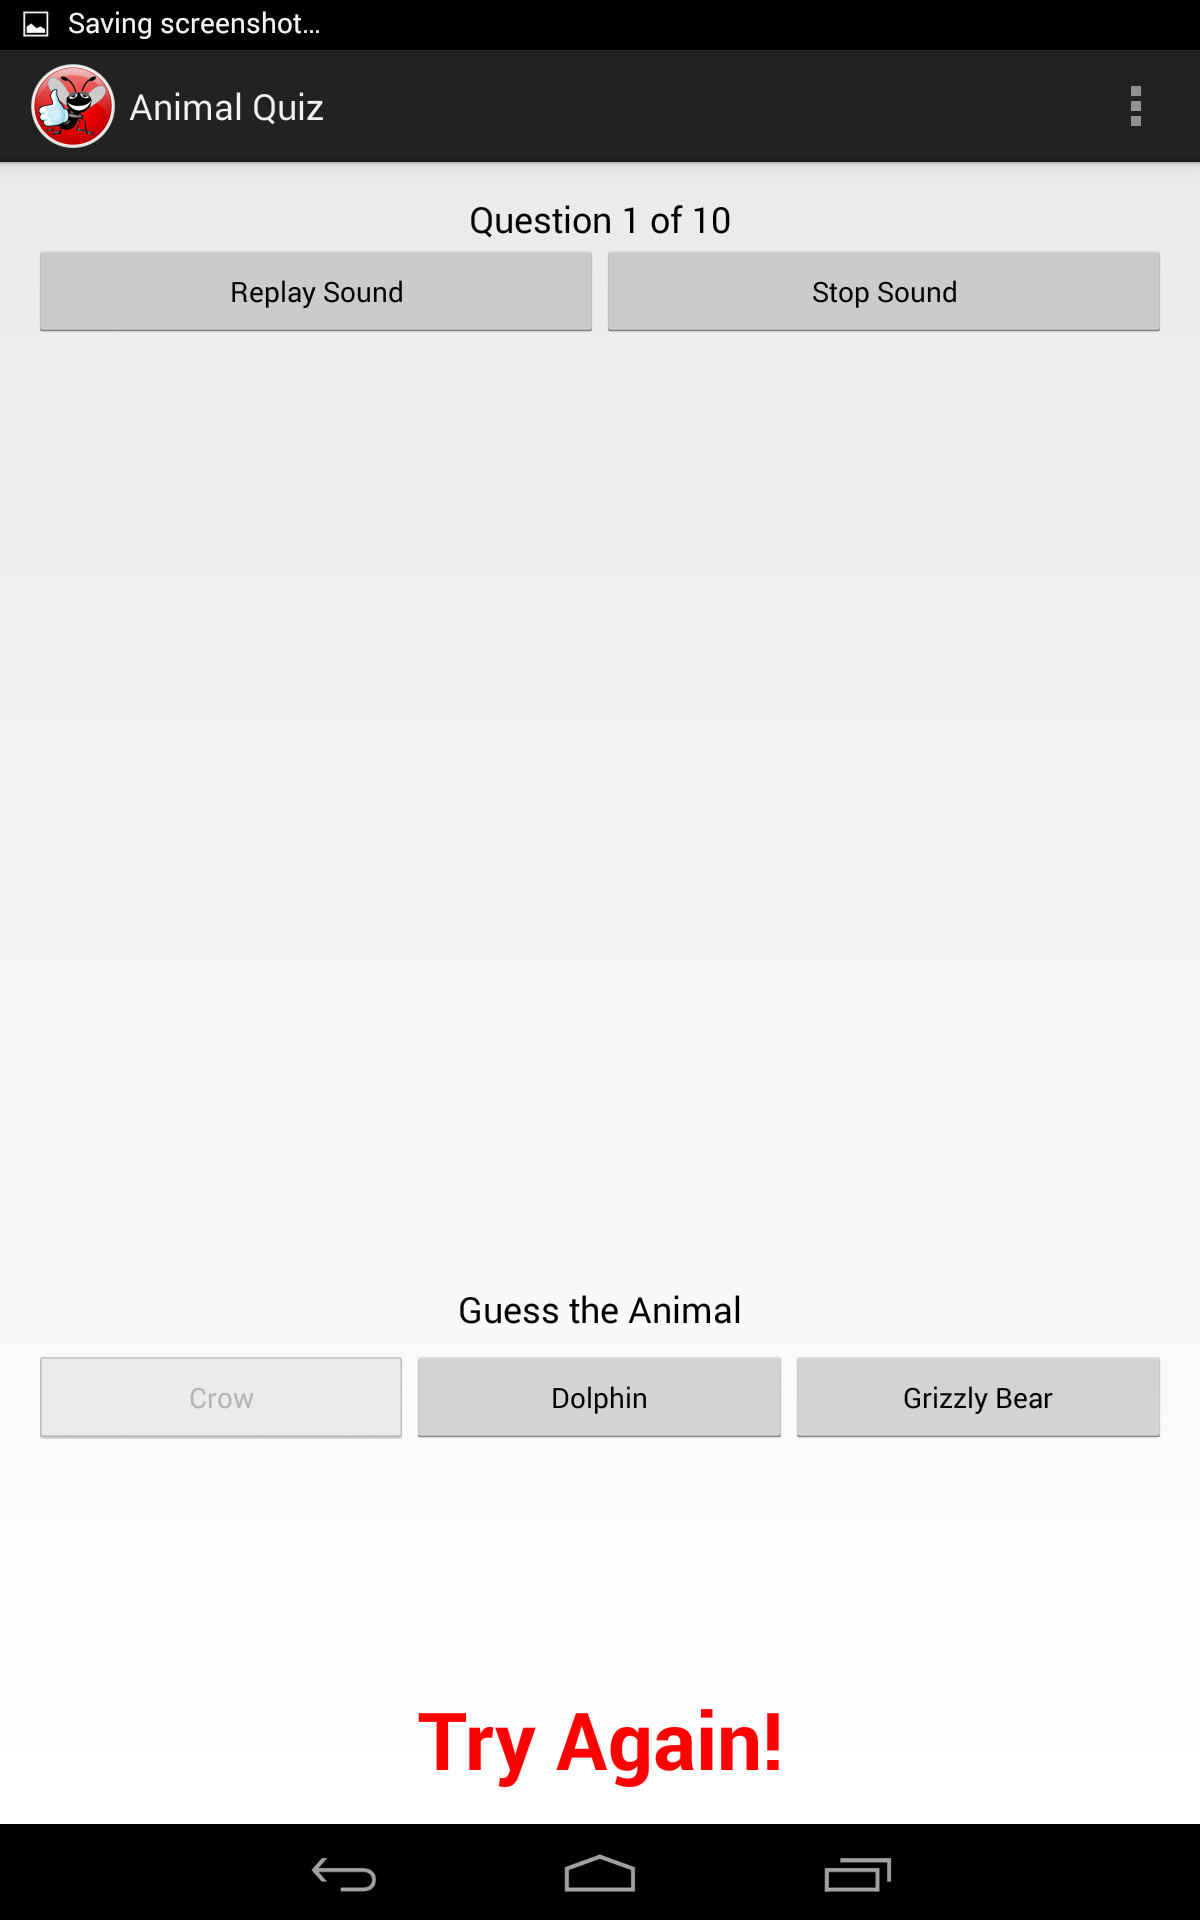 Saving screenshot...
Animal Quiz
Question 1 of 10
Replay Sound
Stop Sound
Guess the Animal
Crow
Dolphin
Grizzly Bear
Try Again!